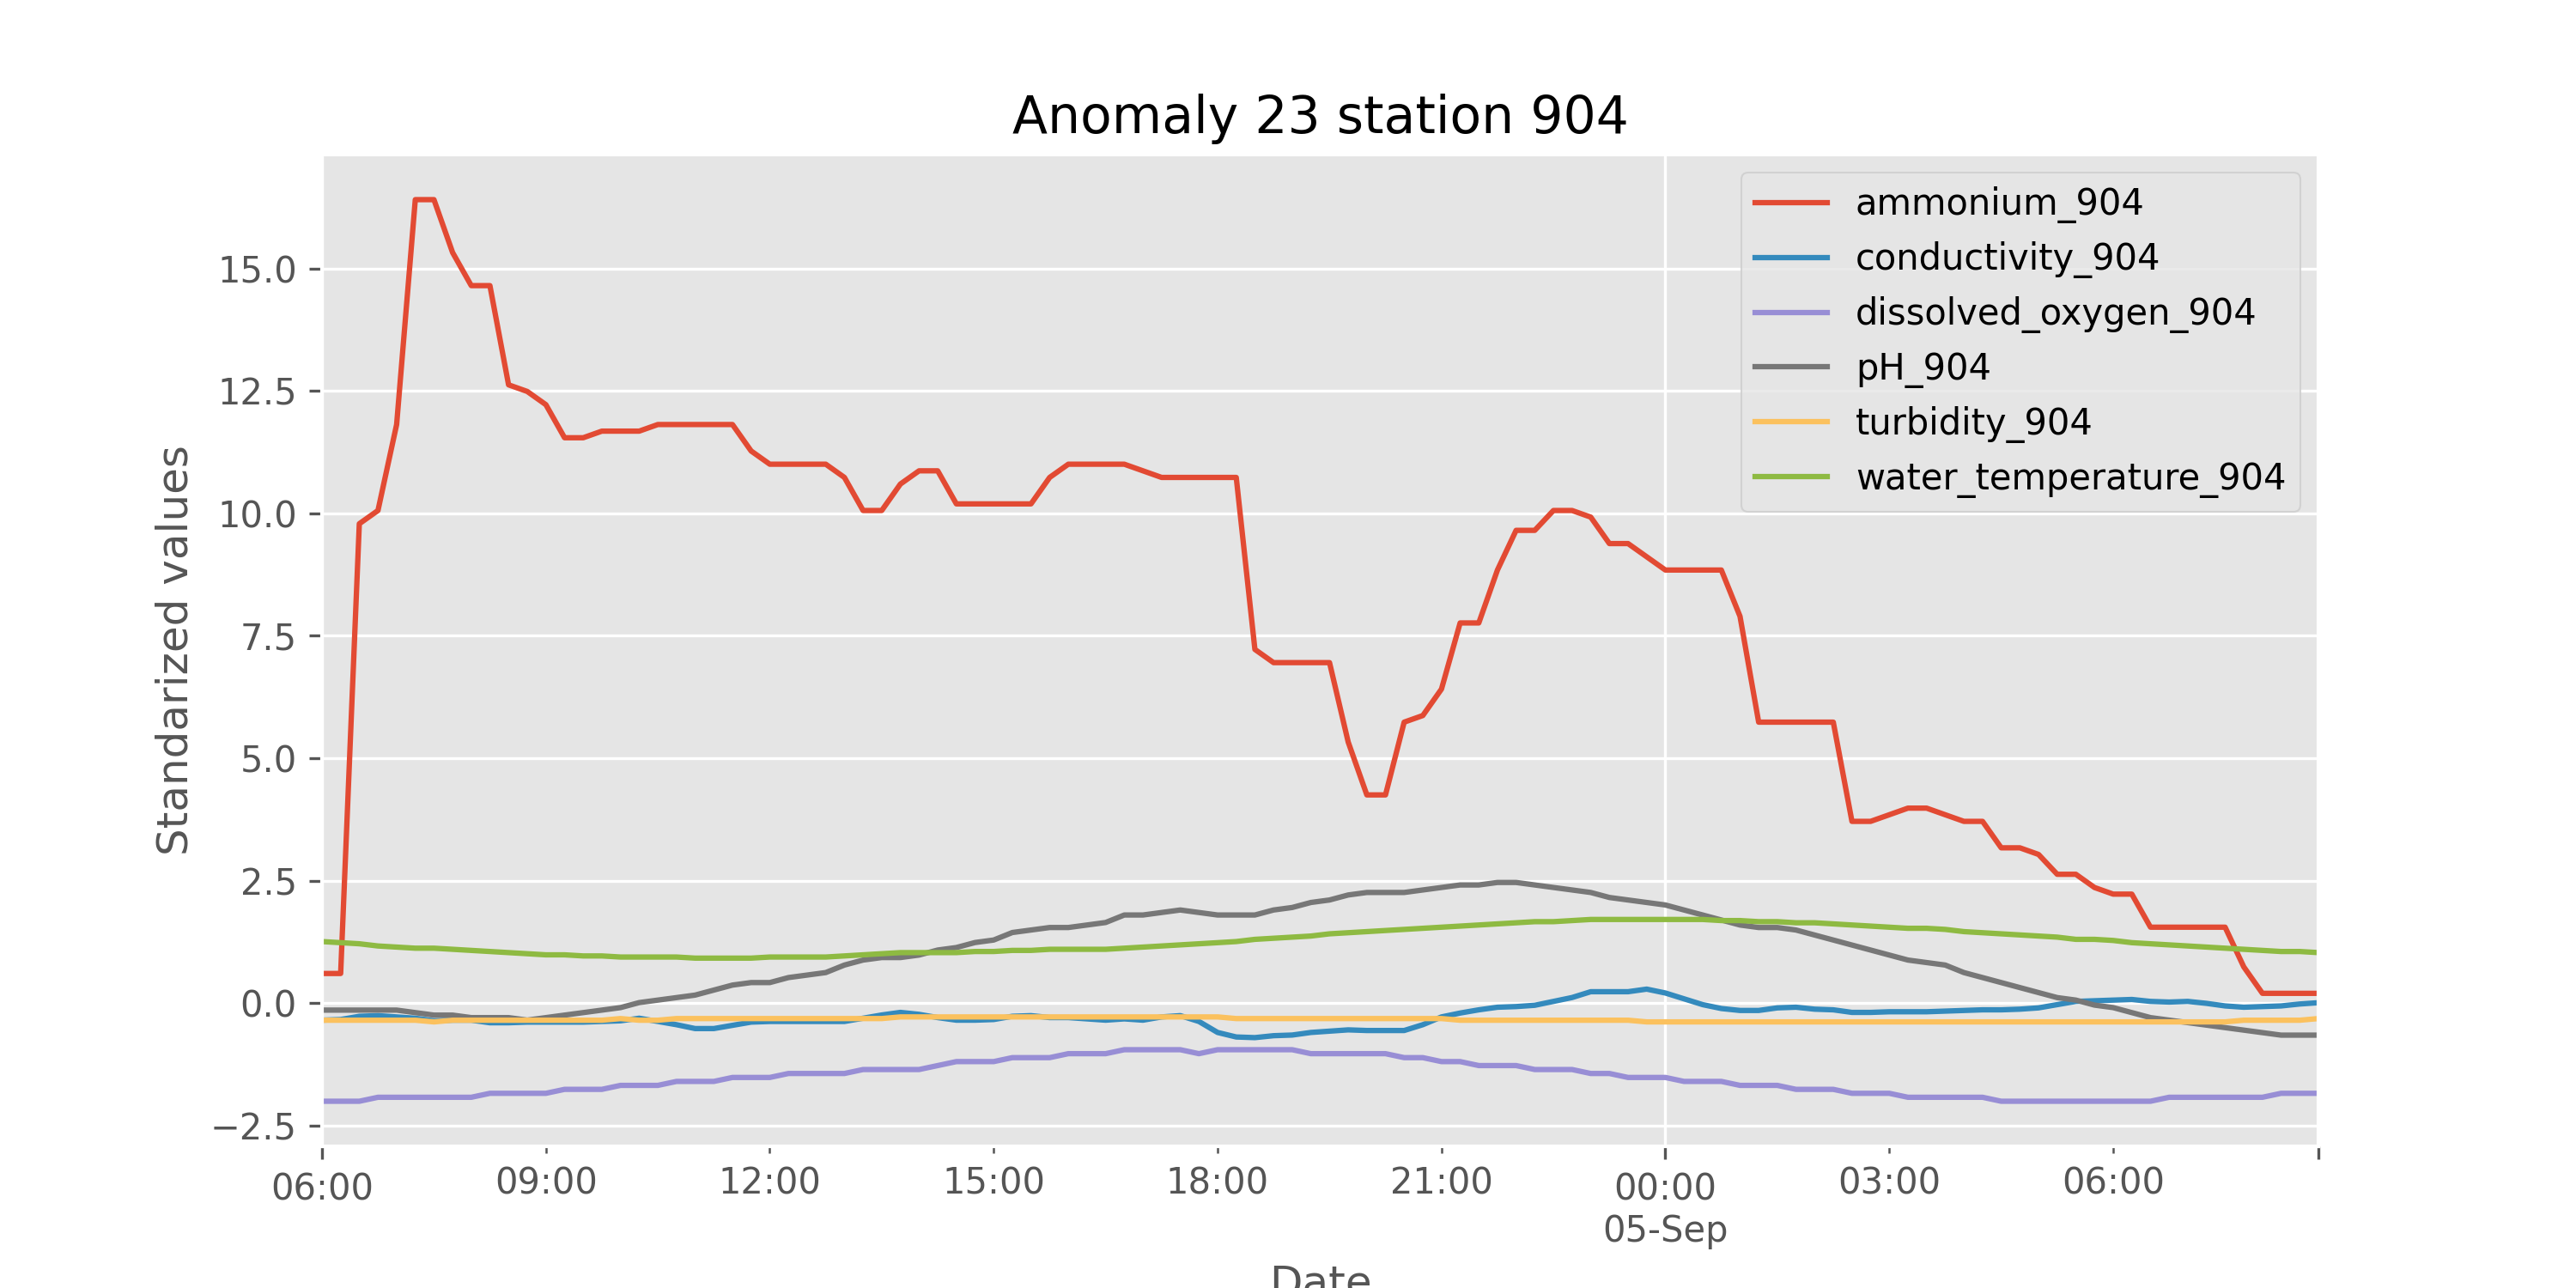 Anomaly 23 station 904
ammonium_904
conductivity_904
dissolved_oxygen_904
pH_904
turbidity_904
water_temperature_904
Standarized values
15.0
12.5
10.0
7.5
5.0
2.5
0.0
−2.5
06:00 09:00 12:00 15:00 18:00 21:00 00:00 03:00 06:00
05-Sep
Date